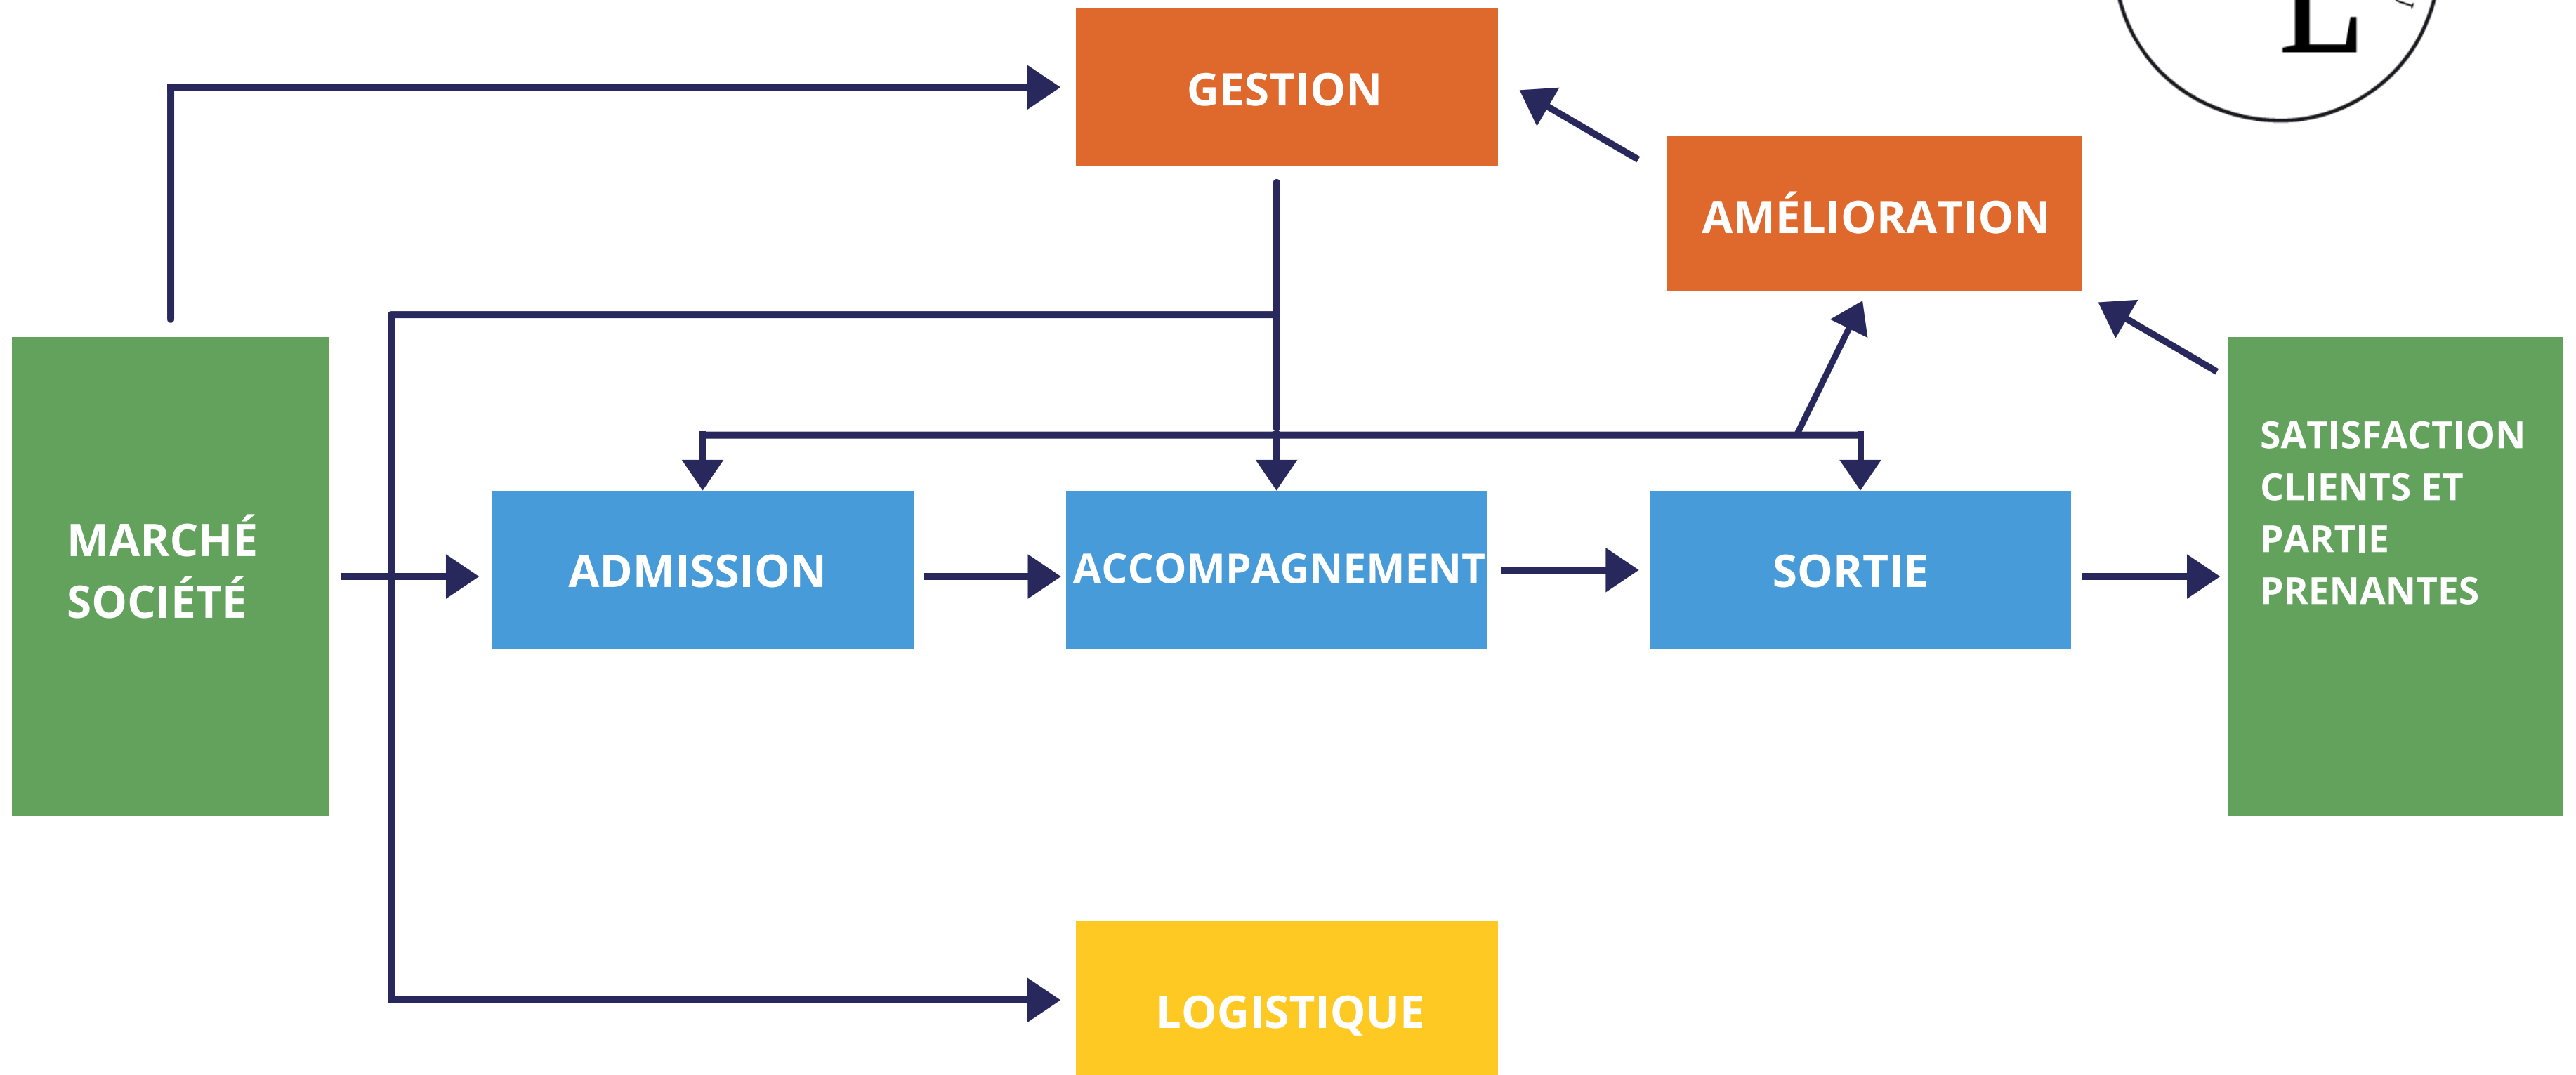 GESTION
L
AMÉLIORATION
MARCHÉ
SOCIÉTÉ
ADMISSION
ACCOMPAGNEMENT
SORTIE
SATISFACTION
CLIENTS ET
PARTIE
PRENANTES
LOGISTIQUE